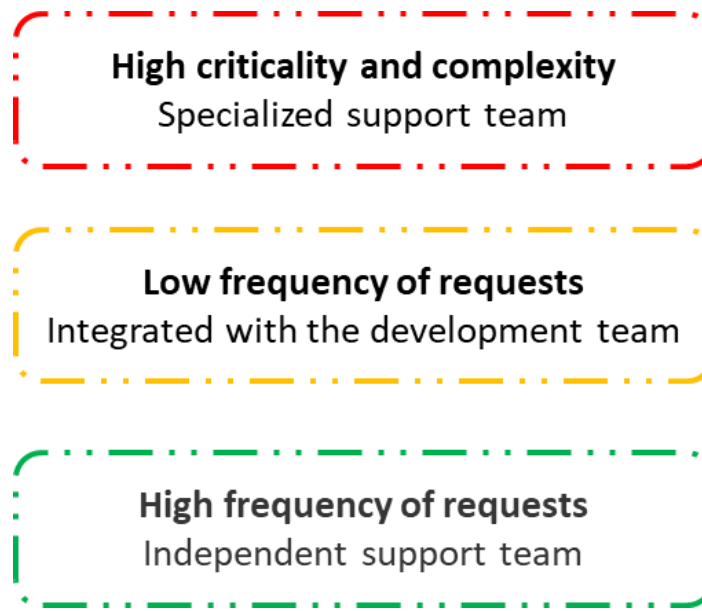 High criticality and complexity
Specialized support team
Low frequency of requests
Integrated with the development team
High frequency of requests
Independent support team